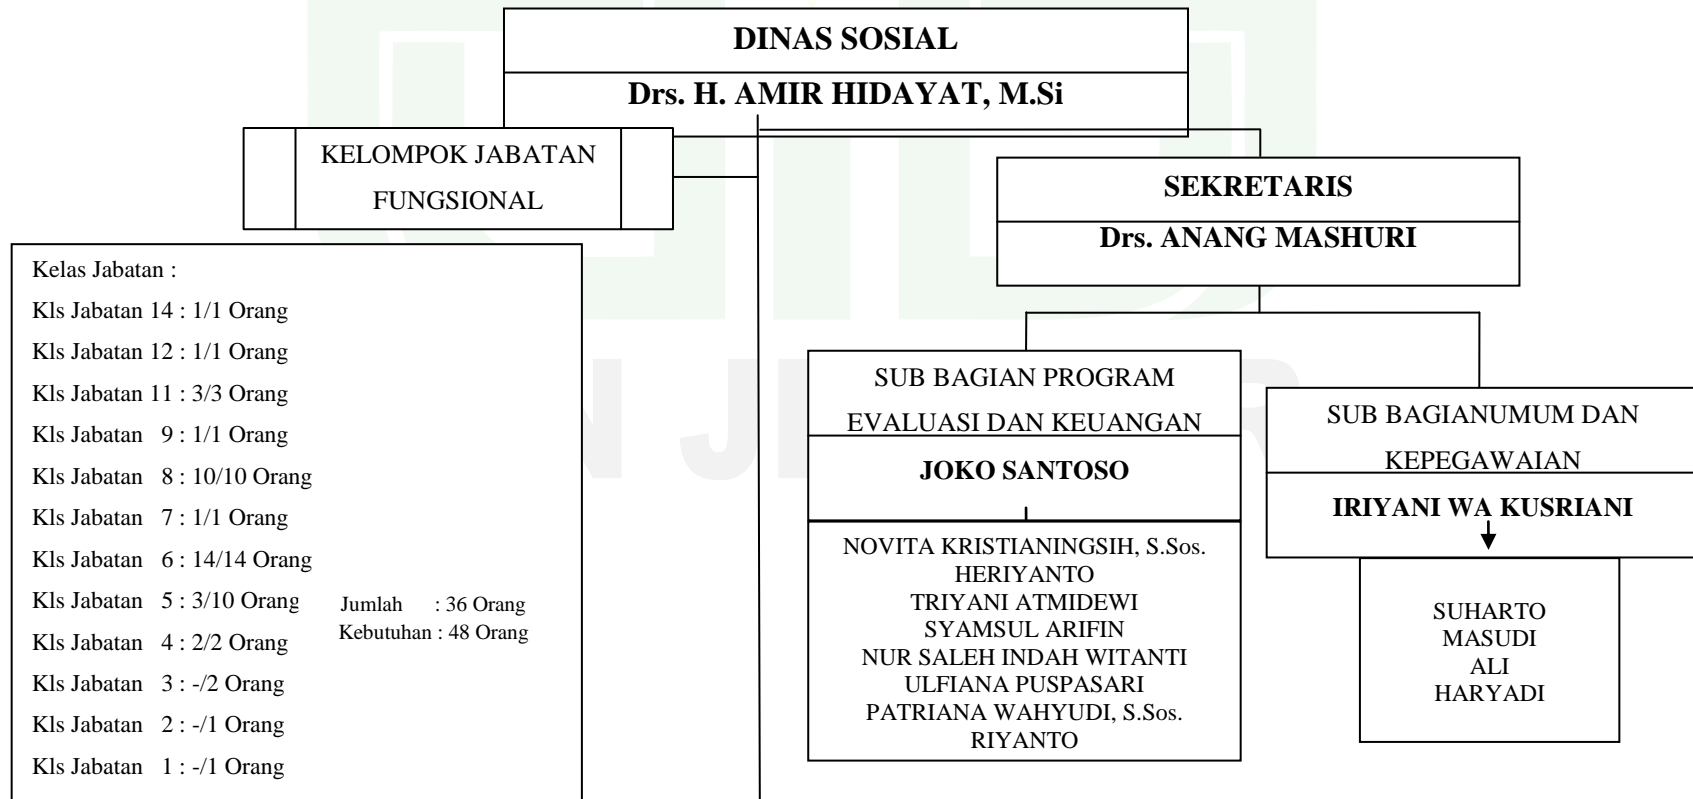 DINAS SOSIAL
Drs. H. AMIR HIDAYAT, M.Si
KELOMPOK JABATAN
FUNGSIONAL
SEKRETARIS
Drs. ANANG MASHURI
Kelas Jabatan :
Kls Jabatan 14 : 1/1 Orang
Kls Jabatan 12 : 1/1 Orang
Kls Jabatan 11 : 3/3 Orang
Kls Jabatan 9 : 1/1 Orang
Kls Jabatan 8 : 10/10 Orang
Kls Jabatan 7 : 1/1 Orang
Kls Jabatan 6 : 14/14 Orang
Kls Jabatan 5 : 3/10 Orang
Kls Jabatan 4 : 2/2 Orang
Kls Jabatan 3 : -/2 Orang
Kls Jabatan 2 : -/1 Orang
Kls Jabatan 1 : -/1 Orang
Jumlah : 36 Orang
Kebutuhan : 48 Orang
SUB BAGIAN PROGRAM
EVALUASI DAN KEUANGAN
JOKO SANTOSO
NOVITA KRISTIANINGSIH, S.Sos.
HERIYANTO
TRIYANI ATMIDEWI
SYAMSUL ARIFIN
NUR SALEH INDAH WITANTI
ULFIANA PUSPASARI
PATRIANA WAHYUDI, S.Sos.
RIYANTO
SUB BAGIANUMUM DAN
KEPEGAWAIAN
IRIYANI WA KUSRIANI
SUHARTO
MASUDI
ALI
HARYADI